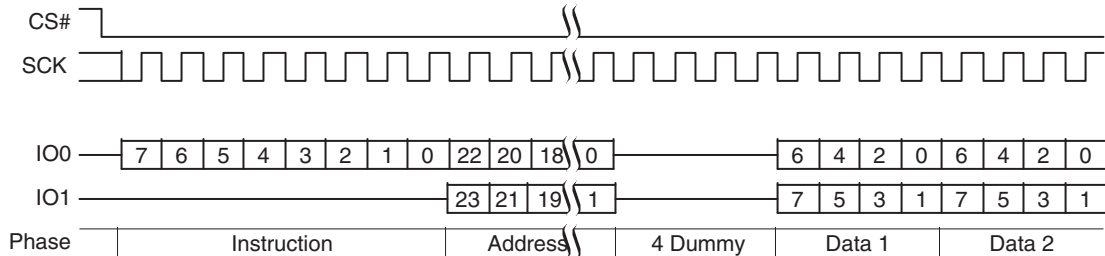 CS#
SCK
IO0 7 6 5 4 3 2 1 0 22 20 18 0 6 4 2 0 6 4 2 0
IO1 23 21 19 1 7 5 3 1 7 5 3 1
Phase Instruction Address 4 Dummy Data 1 Data 2